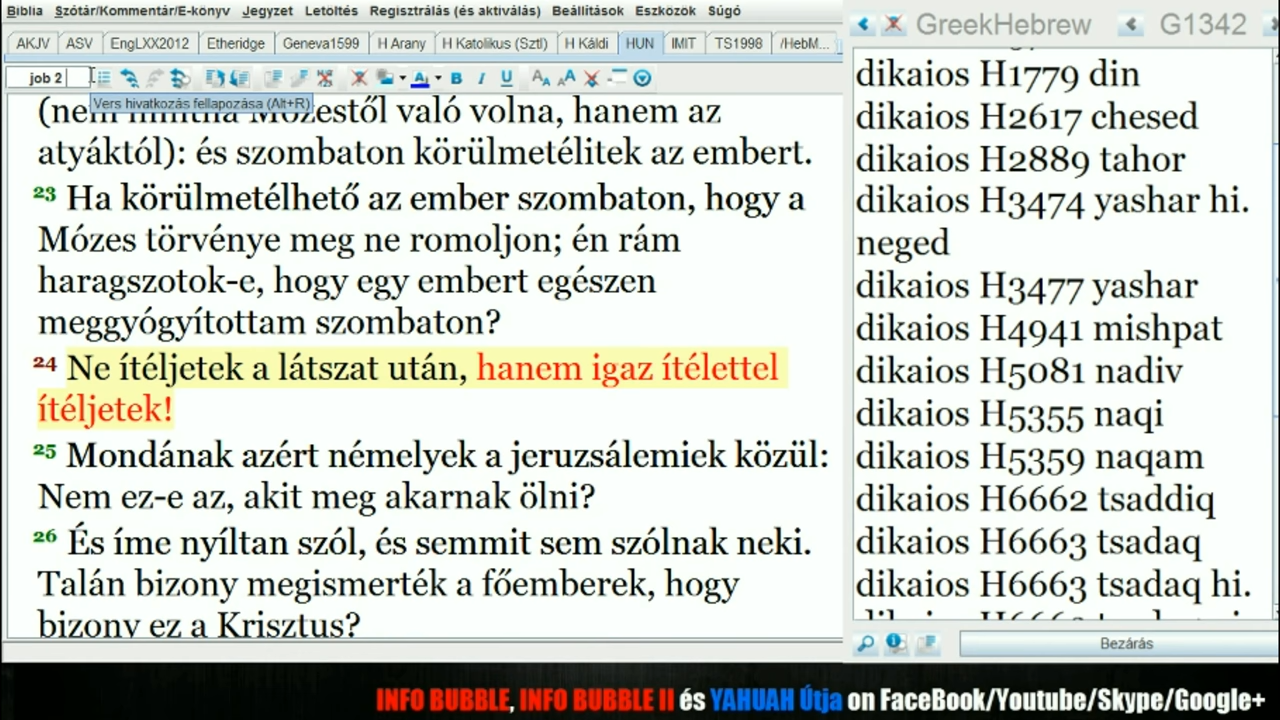 Biblia Szótár/Kommentár/E-könyv Jegyzet Letöltés Regisztrálás (és aktiválás) Beállítások Eszközök Súgó
AKJV ASV EngLXX2012 Etheridge Geneva1599 H Arany H Katolikus (Sztl) H Káldi HUN IMIT TS1998 /HebM...
job 2
Vers hivatkozás fellapozása (Alt+R)
(nem mintha Mózestől való volna, hanem az
atyáktól): és szombaton körülmetélitek az embert.
23 Ha körülmetélhető az ember szombaton, hogy a
Mózes törvénye meg ne romoljon; én rám
haragszotok-e, hogy egy embert egészen
meggyógyítottam szombaton?
24 Ne ítéljetek a látszat után, hanem igaz ítélettel
ítéljetek!
25 Mondának azért némelyek a jeruzsálemiek közül:
Nem ez-e az, akit meg akarnak ölni?
26 És íme nyíltan szól, és semmit sem szólnak neki.
Talán bizony megismerték a főemberek, hogy
bizony ez a Krisztus?
GreekHebrew G1342
dikaios H1779 din
dikaios H2617 chesed
dikaios H2889 tahor
dikaios H3474 yashar hi.
neged
dikaios H3477 yashar
dikaios H4941 mishpat
dikaios H5081 nadiv
dikaios H5355 naqi
dikaios H5359 naqam
dikaios H6662 tsaddiq
dikaios H6663 tsadaq
dikaios H6663 tsadaq hi.
Bezárás
INFO BUBBLE, INFO BUBBLE II és YAHUAH Útja on FaceBook/Youtube/Skype/Google+